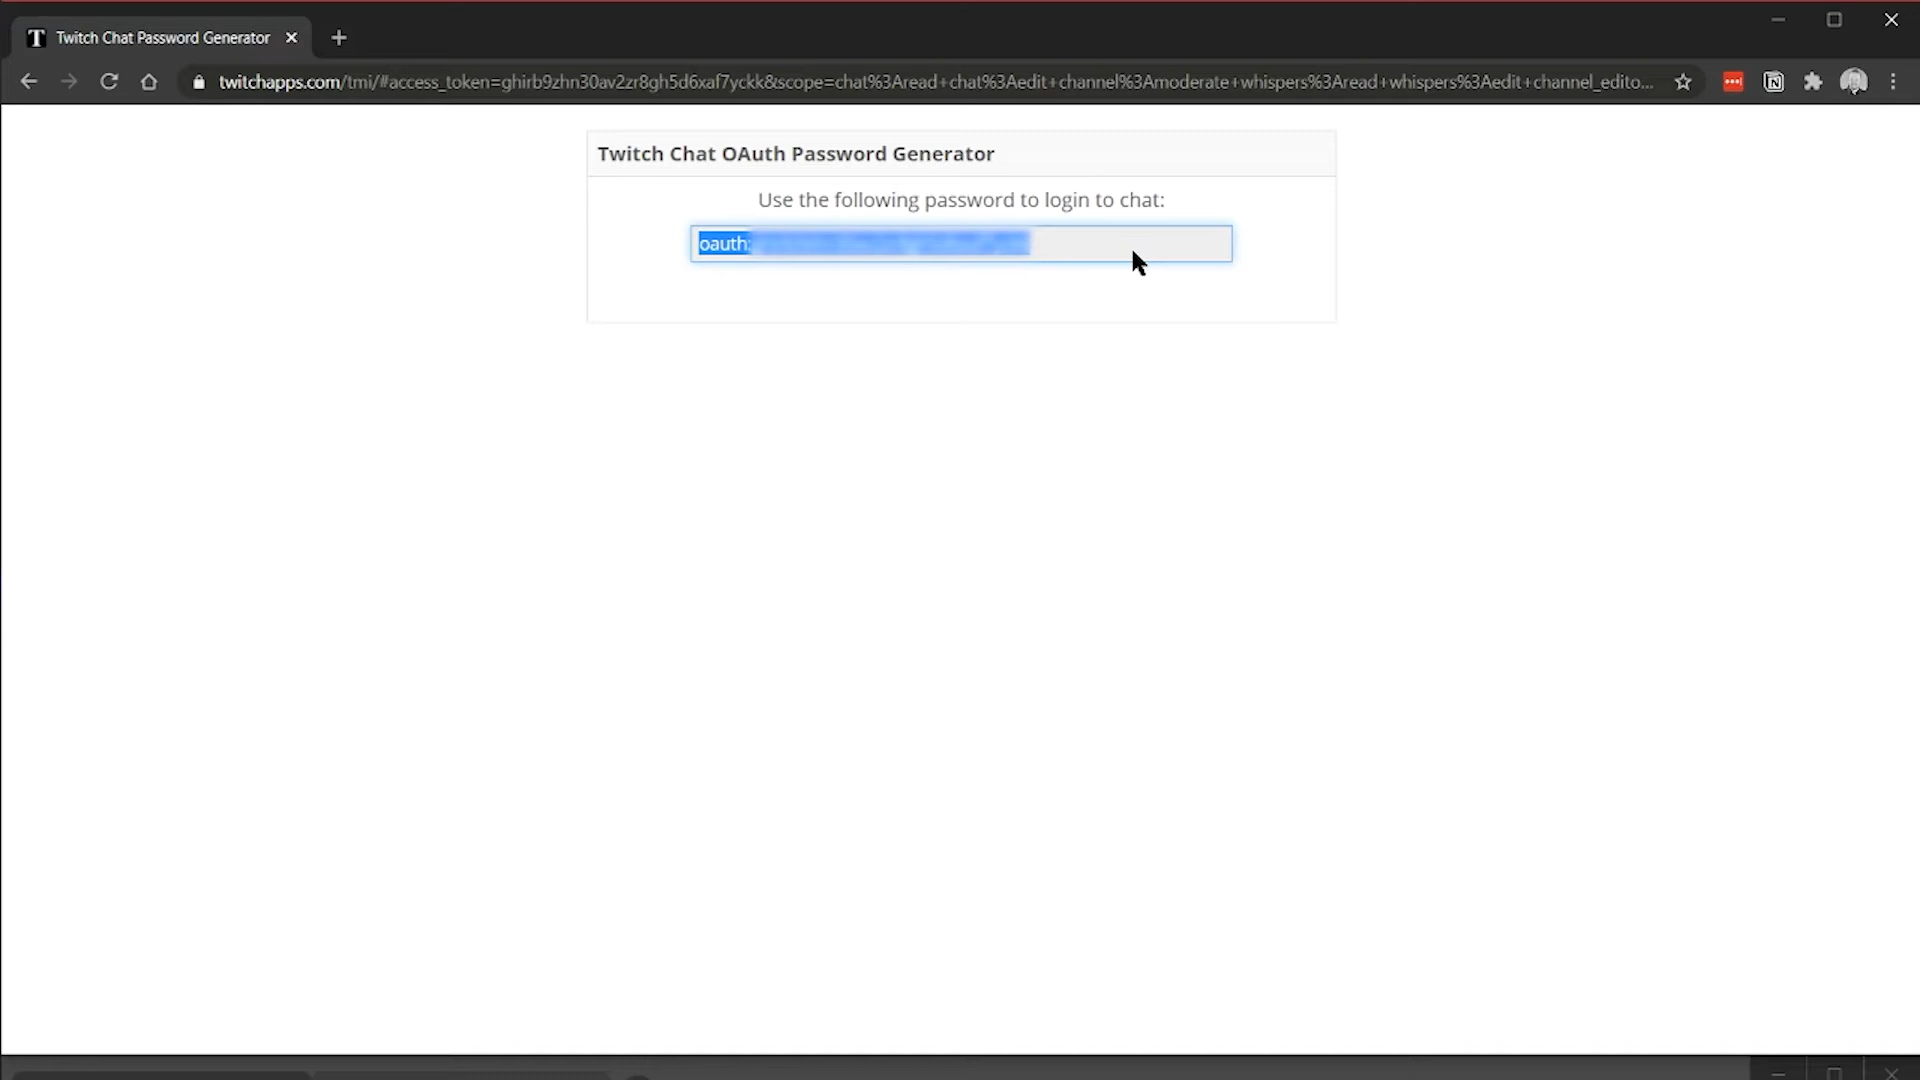 Twitch Chat Password Generator
twitchapps.com/tmi/#access_token=ghirb9zhn30av2zr8gh5d6xaf7yckk&scope=chat%3Aread+chat%3Aedit+channel%3Amoderate+whispers%3Aread+whispers%3Aedit+channel_edito...
Twitch Chat OAuth Password Generator
Use the following password to login to chat:
oauth: